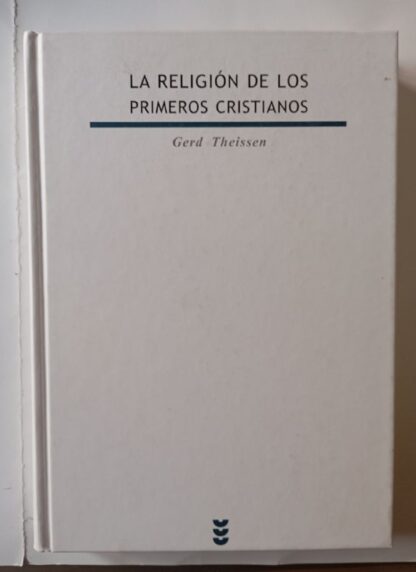 LA RELIGIÓN DE LOS
PRIMEROS CRISTIANOS
Gerd Theissen